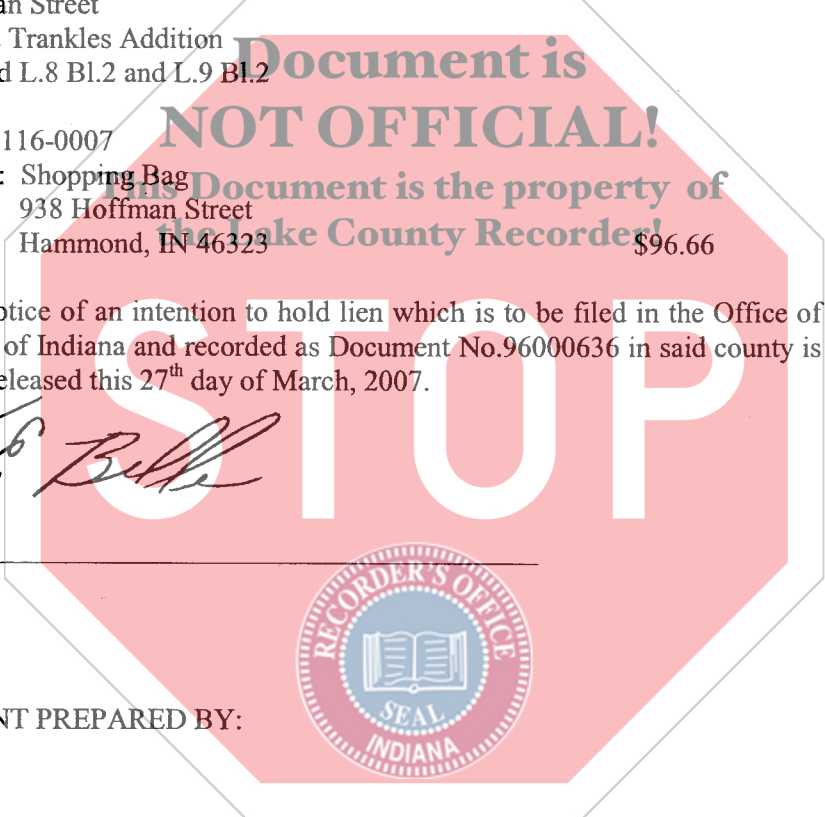 an Street
Trankles Addition
d L.8 Bl.2 and L.9 Bl.2
116-0007
: Shopping Bag
938 Hoffman Street
Hammond, IN 46323 $96.66
Document is
NOT OFFICIAL!
This Document is the property of
the Lake County Recorder!
otice of an intention to hold lien which is to be filed in the Office of
of Indiana and recorded as Document No.96000636 in said county is
eleased this 27th day of March, 2007.
STOP
RECORDER'S OFFICE
SEAL
INDIANA
NT PREPARED BY: